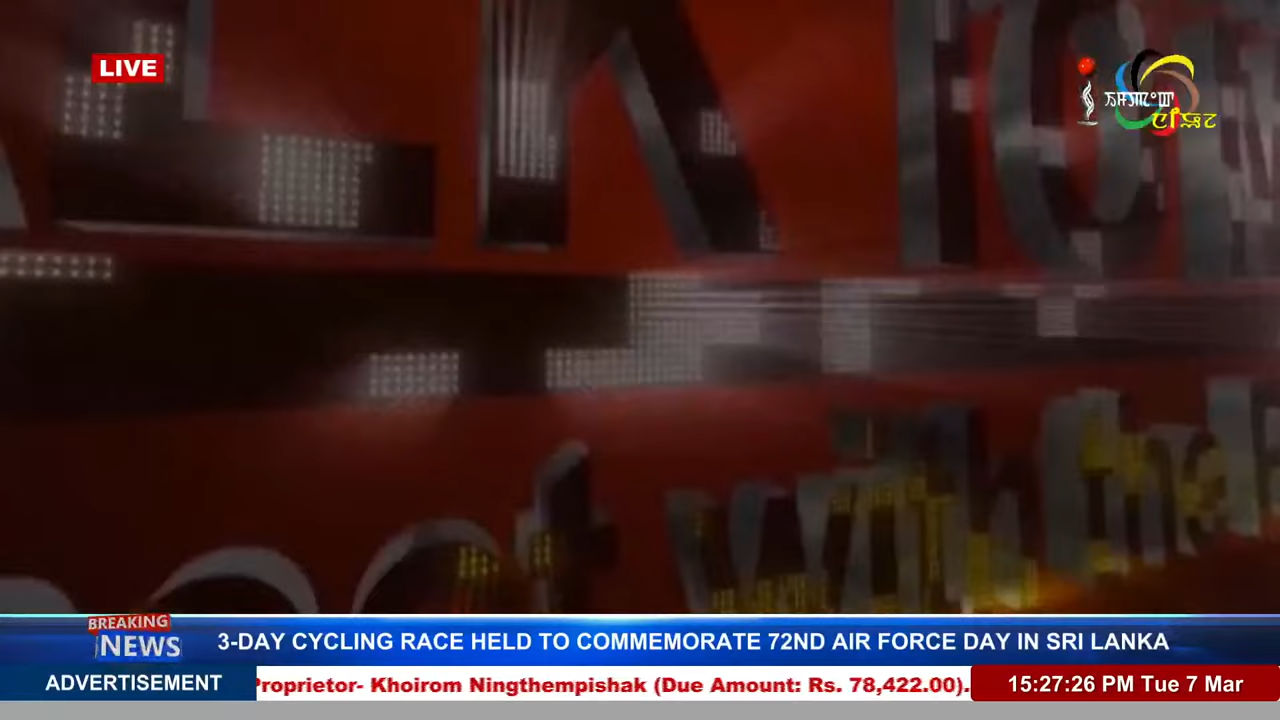 LIVE
BREAKING
NEWS
3-DAY CYCLING RACE HELD TO COMMEMORATE 72ND AIR FORCE DAY IN SRI LANKA
ADVERTISEMENT
Proprietor- Khoirom Ningthempishak (Due Amount: Rs. 78,422.00).
15:27:26 PM Tue 7 Mar